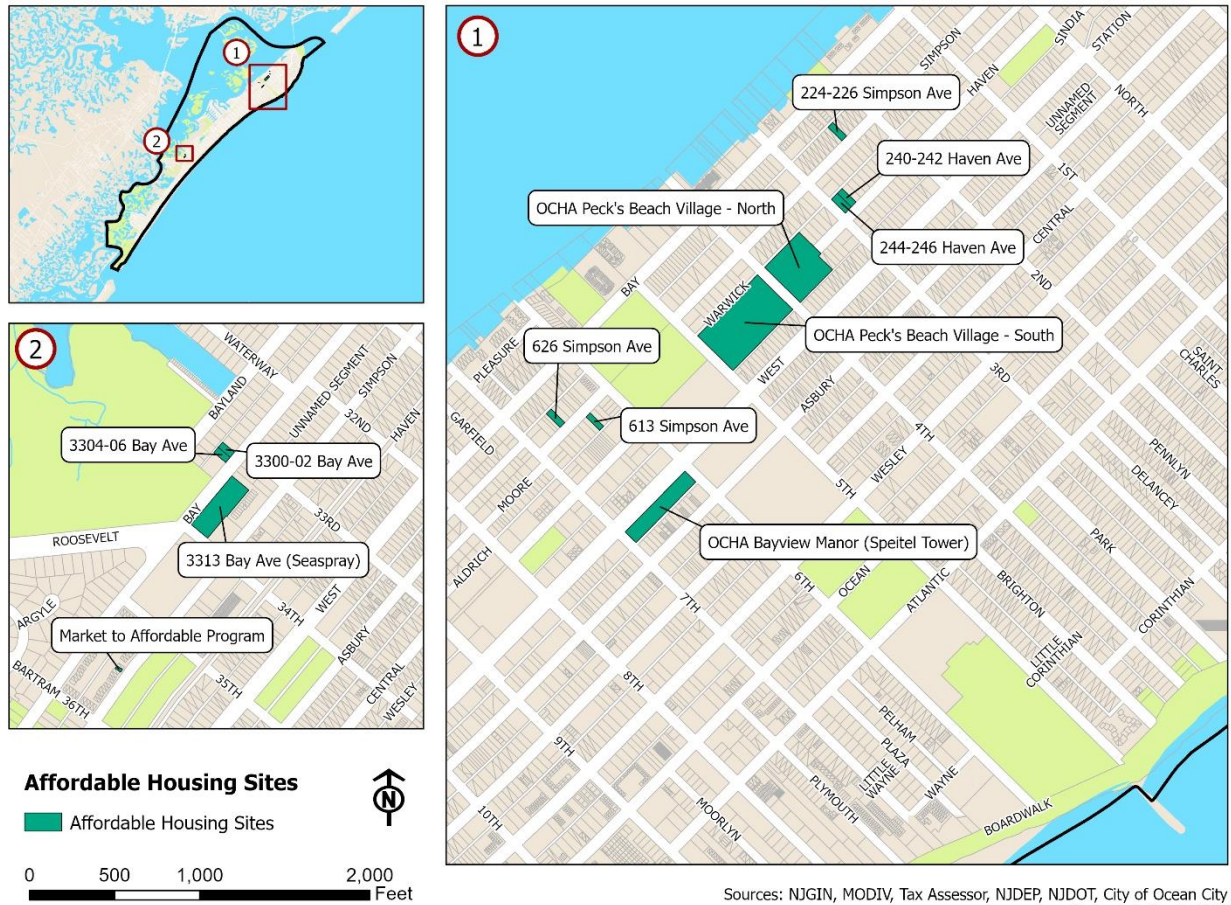 1
2
2
WATERWAY
BAYLAND
UNNAMED SEGMENT
SIMPSON
32ND
HAVEN
3304-06 Bay Ave
3300-02 Bay Ave
BAY
33RD
ROOSEVELT
3313 Bay Ave (Seaspray)
34TH
WEST
ARGYLE
Market to Affordable Program
ASBURY
BARTRAM
36TH
35TH
CENTRAL
WESLEY
Affordable Housing Sites
N
Affordable Housing Sites
0 500 1,000 2,000
Feet
1
SIMPSON
HAVEN
SINDIA
STATION
NORTH
UNNAMED
SEGMENT
224-226 Simpson Ave
240-242 Haven Ave
1ST
OCHA Peck's Beach Village - North
CENTRAL
244-246 Haven Ave
2ND
BAY
WARWICK
OCHA Peck's Beach Village - South
626 Simpson Ave
PLEASURE
WEST
ASBURY
3RD
SAINT
CHARLES
GARFIELD
613 Simpson Ave
4TH
WESLEY
PENNLYN
DELANCEY
MOORE
5TH
OCHA Bayview Manor (Speitel Tower)
PARK
ALDRICH
6TH
OCEAN
ATLANTIC
BRIGHTON
CORINTHIAN
7TH
LITTLE
CORINTHIAN
8TH
PELHAM
PLAZA
LITTLE
WAYNE
WAYNE
9TH
PLYMOUTH
BOARDWALK
10TH
MOORLYN
Sources: NJGIN, MODIV, Tax Assessor, NJDEP, NJDOT, City of Ocean City